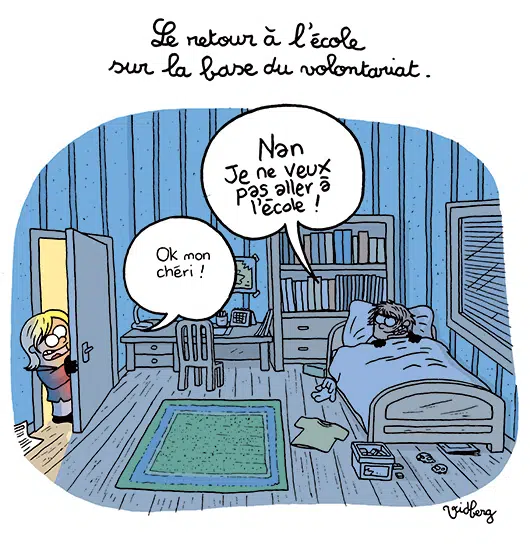 Le retour à l'école
sur la base du volontariat.
Nan
Je ne veux
pas aller à
l'école !
Ok mon
chéri !
vidberg